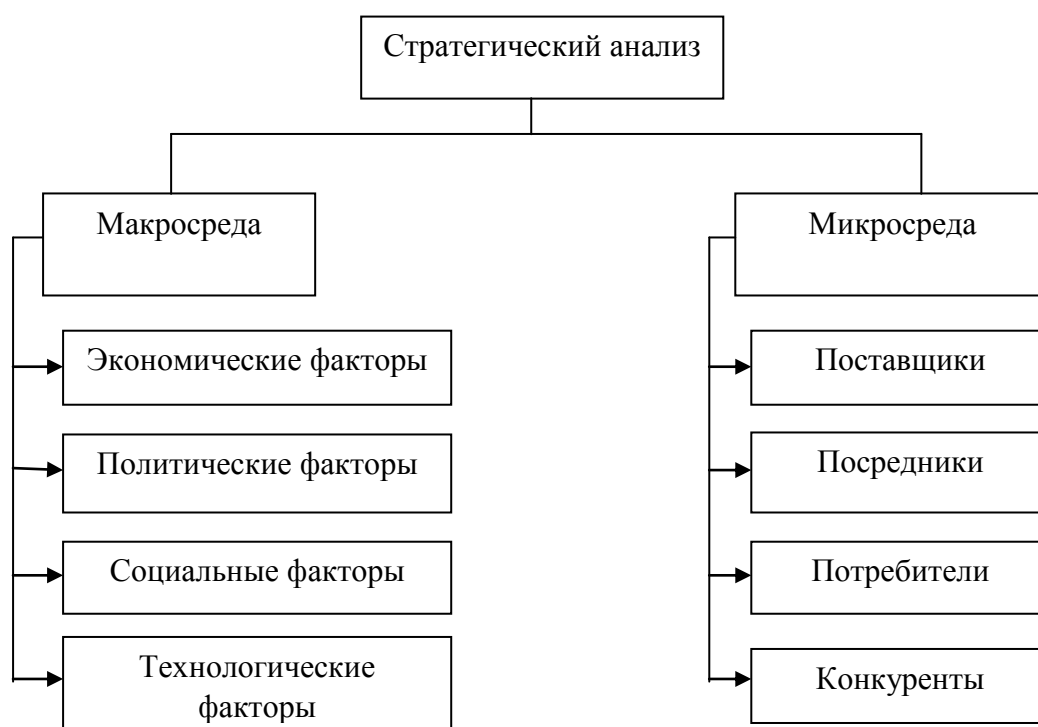 Стратегический анализ
Макросреда
Экономические факторы
Политические факторы
Социальные факторы
Технологические
факторы
Микросреда
Поставщики
Посредники
Потребители
Конкуренты